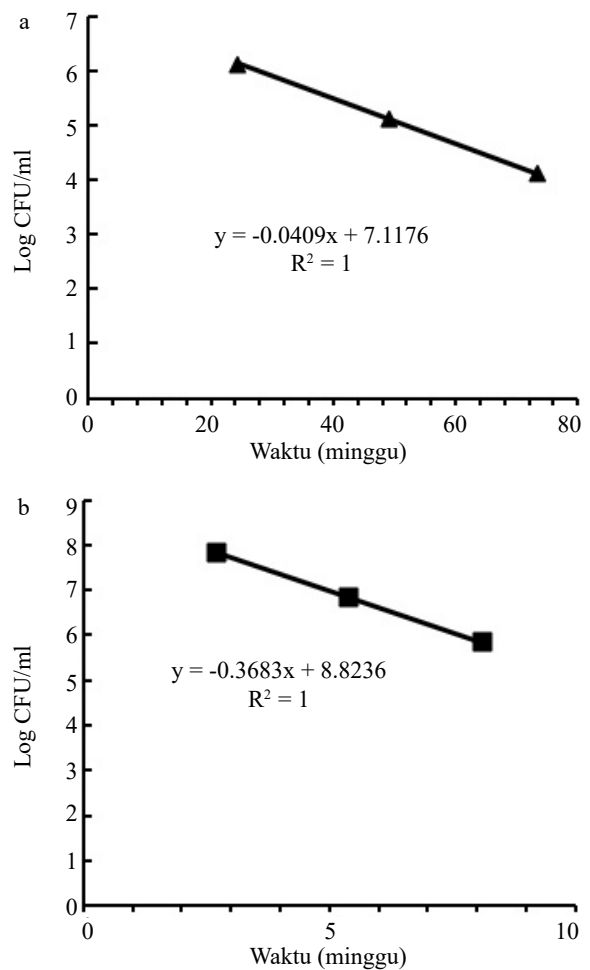 a
7
6
5
4
3
2
1
0
Log CFU/ml
y = -0.0409x + 7.1176
R² = 1
0 20 40 60 80
Waktu (minggu)
b
9
8
7
6
5
4
3
2
1
0
Log CFU/ml
y = -0.3683x + 8.8236
R² = 1
0 5 10
Waktu (minggu)